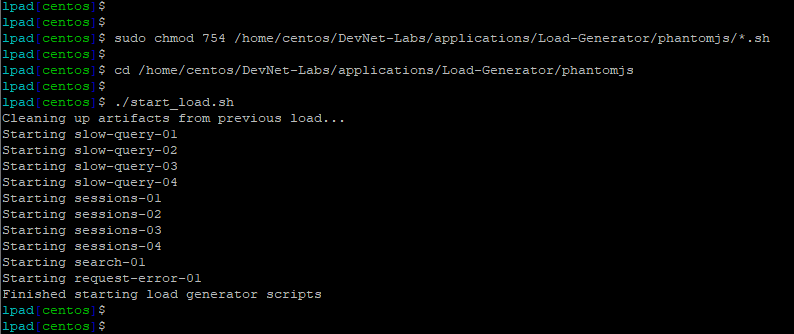 lpad[centos]$
lpad[centos]$
lpad[centos]$ sudo chmod 754 /home/centos/DevNet-Labs/applications/Load-Generator/phantomjs/*.sh
lpad[centos]$
lpad[centos]$ cd /home/centos/DevNet-Labs/applications/Load-Generator/phantomjs
lpad[centos]$
lpad[centos]$ ./start_load.sh
Cleaning up artifacts from previous load...
Starting slow-query-01
Starting slow-query-02
Starting slow-query-03
Starting slow-query-04
Starting sessions-01
Starting sessions-02
Starting sessions-03
Starting sessions-04
Starting search-01
Starting request-error-01
Finished starting load generator scripts
lpad[centos]$
lpad[centos]$